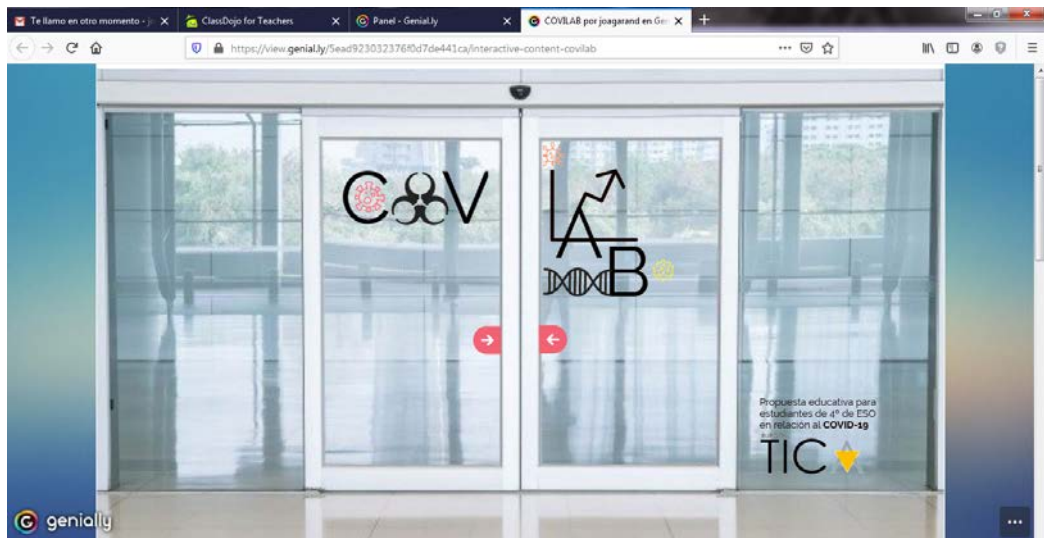 Te llamo en otro momento - j
ClassDojo for Teachers
Panel - Genial.ly
COVILAB por joagarand en Gen
https://view.genial.ly/5ead923032376f0d7de441ca/interactive-content-covilab
COV
LAB
Propuesta educativa para
estudiantes de 4º de ESO
en relación al COVID-19
TIC
genially